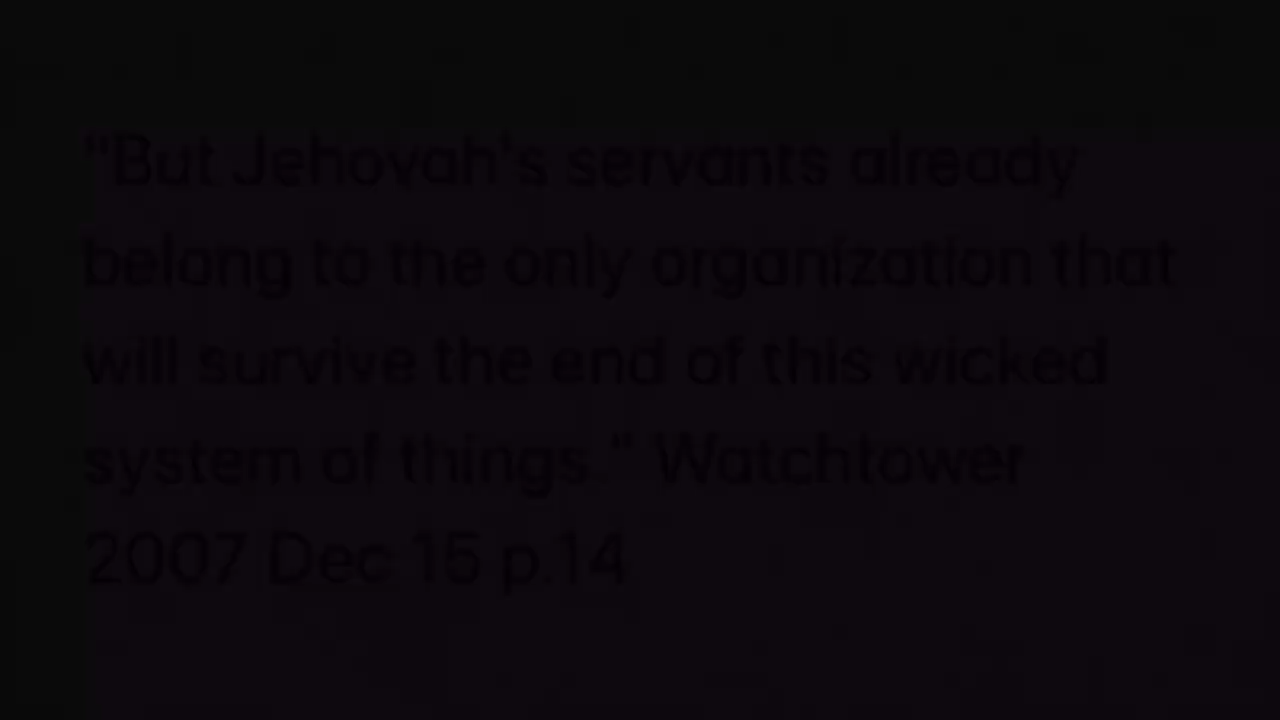 "But Jehovah's servants already
belong to the only organization that
will survive the end of this wicked
system of things." Watchtower
2007 Dec 15 p.14